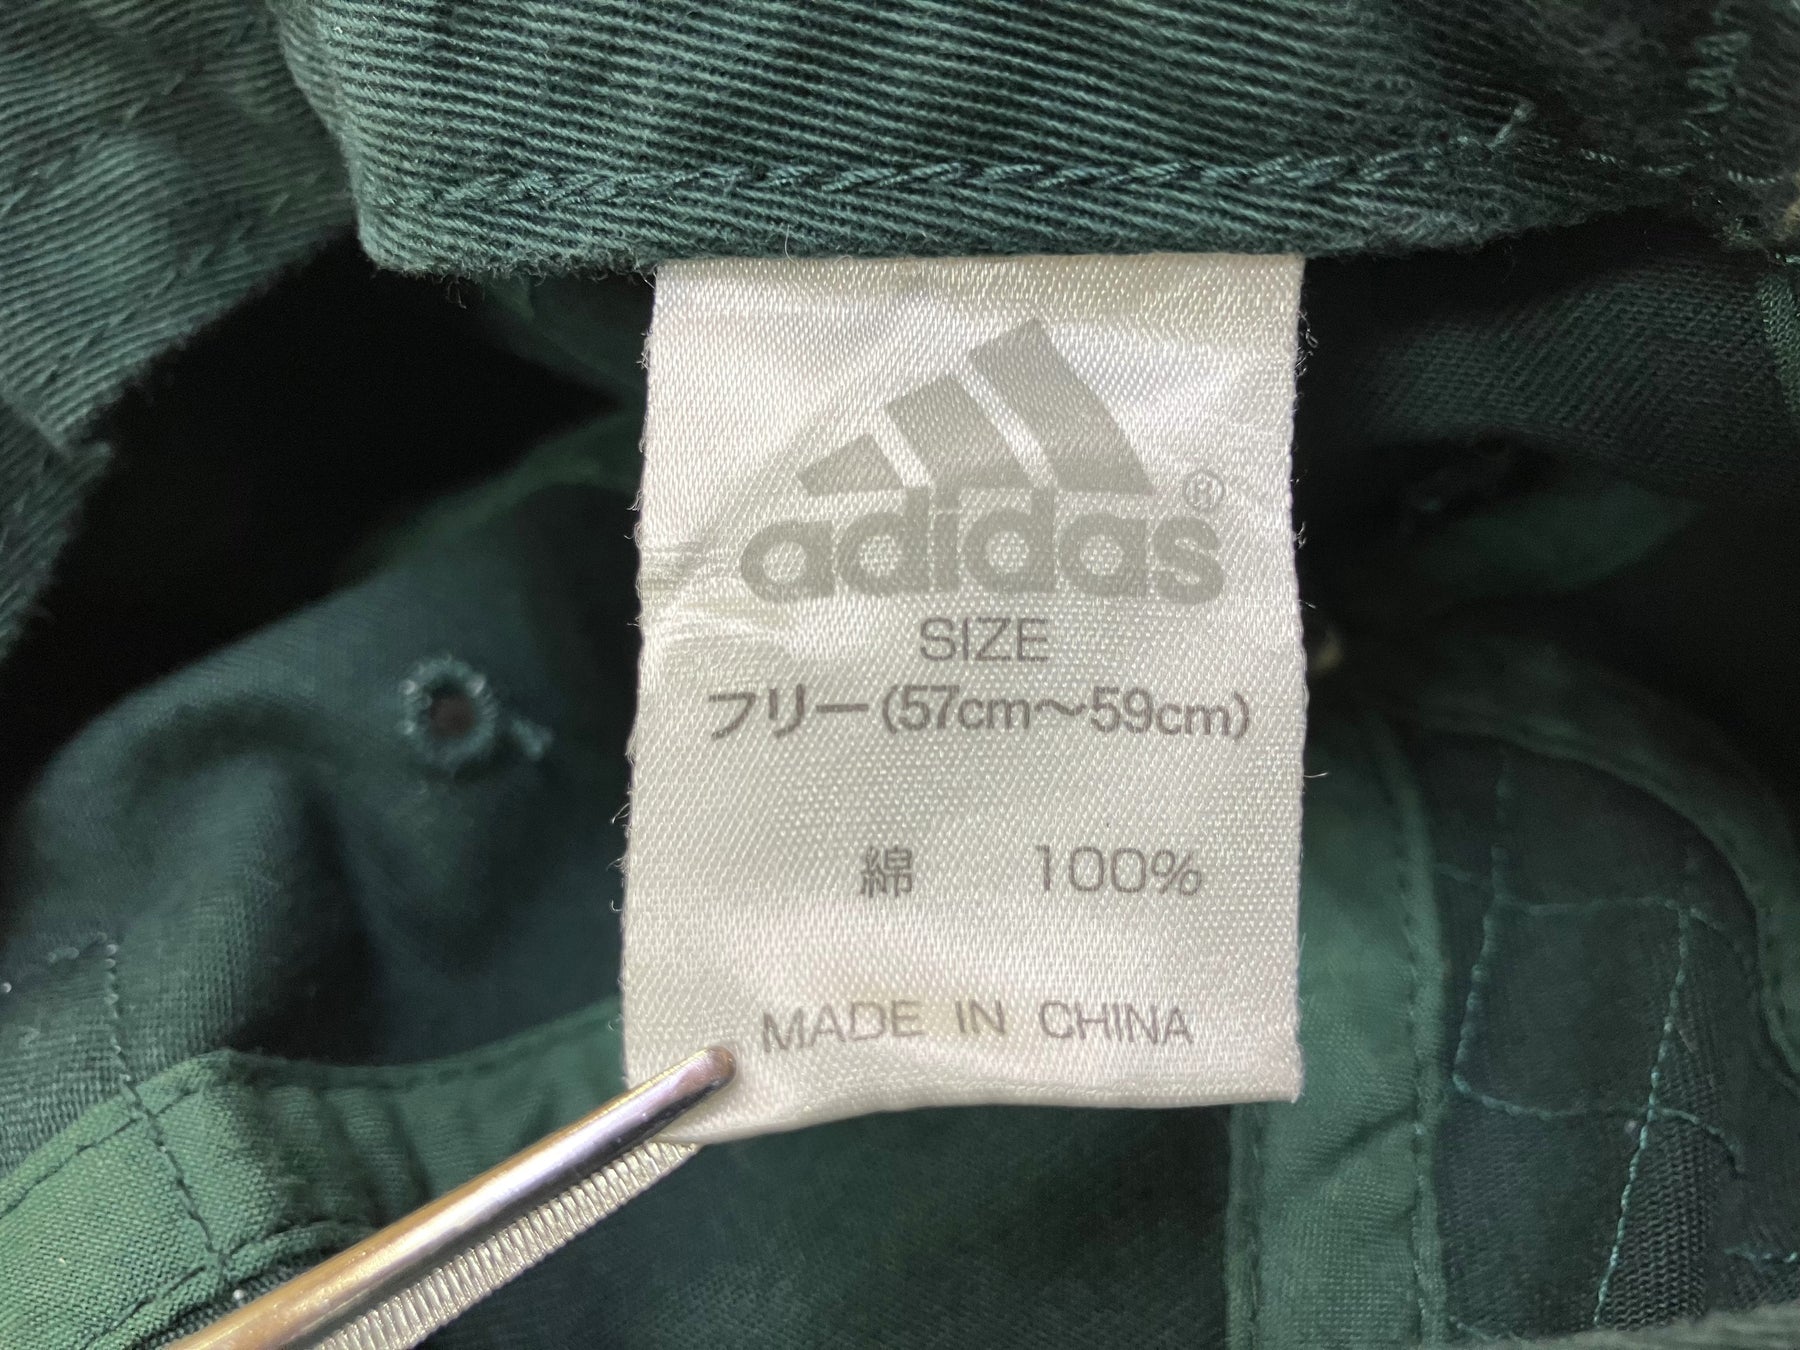 adidas®
SIZE
フリー(57cm〜59cm)
綿 100%
MADE IN CHINA